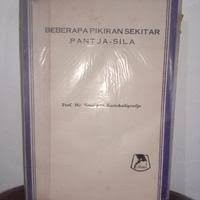 BEBERAPA PIKIRAN SEKITAR
PANTJA-SILA
Prof. Mr.